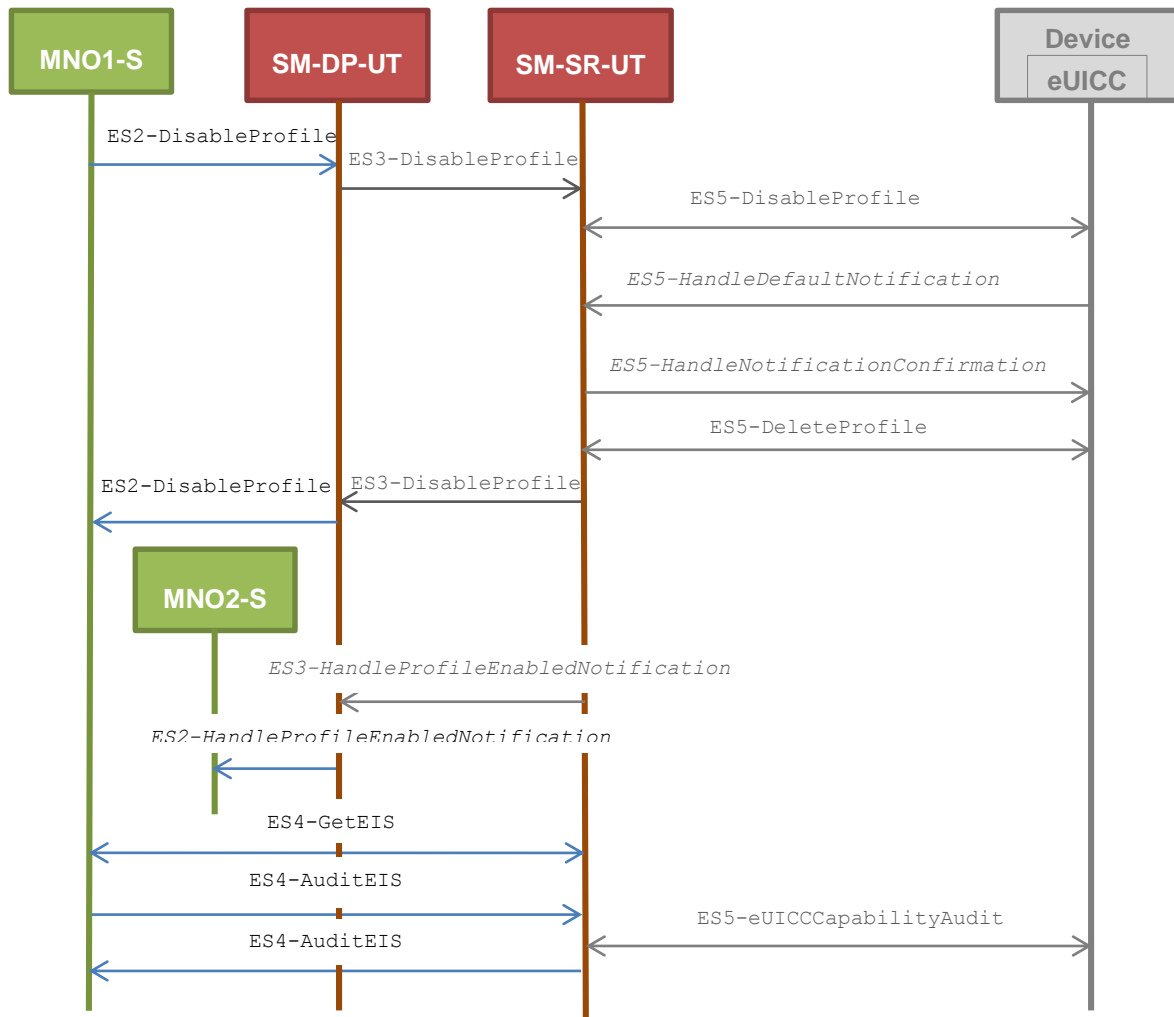 MNO1-S
SM-DP-UT
SM-SR-UT
Device
eUICC
ES2-DisableProfile
ES3-DisableProfile
ES5-DisableProfile
ES5-HandleDefaultNotification
ES5-HandleNotificationConfirmation
ES5-DeleteProfile
ES3-DisableProfile
ES2-DisableProfile
MNO2-S
ES3-HandleProfileEnabledNotification
ES2-HandleProfileEnabledNotification
ES4-GetEIS
ES4-AuditEIS
ES5-eUICCCapabilityAudit
ES4-AuditEIS